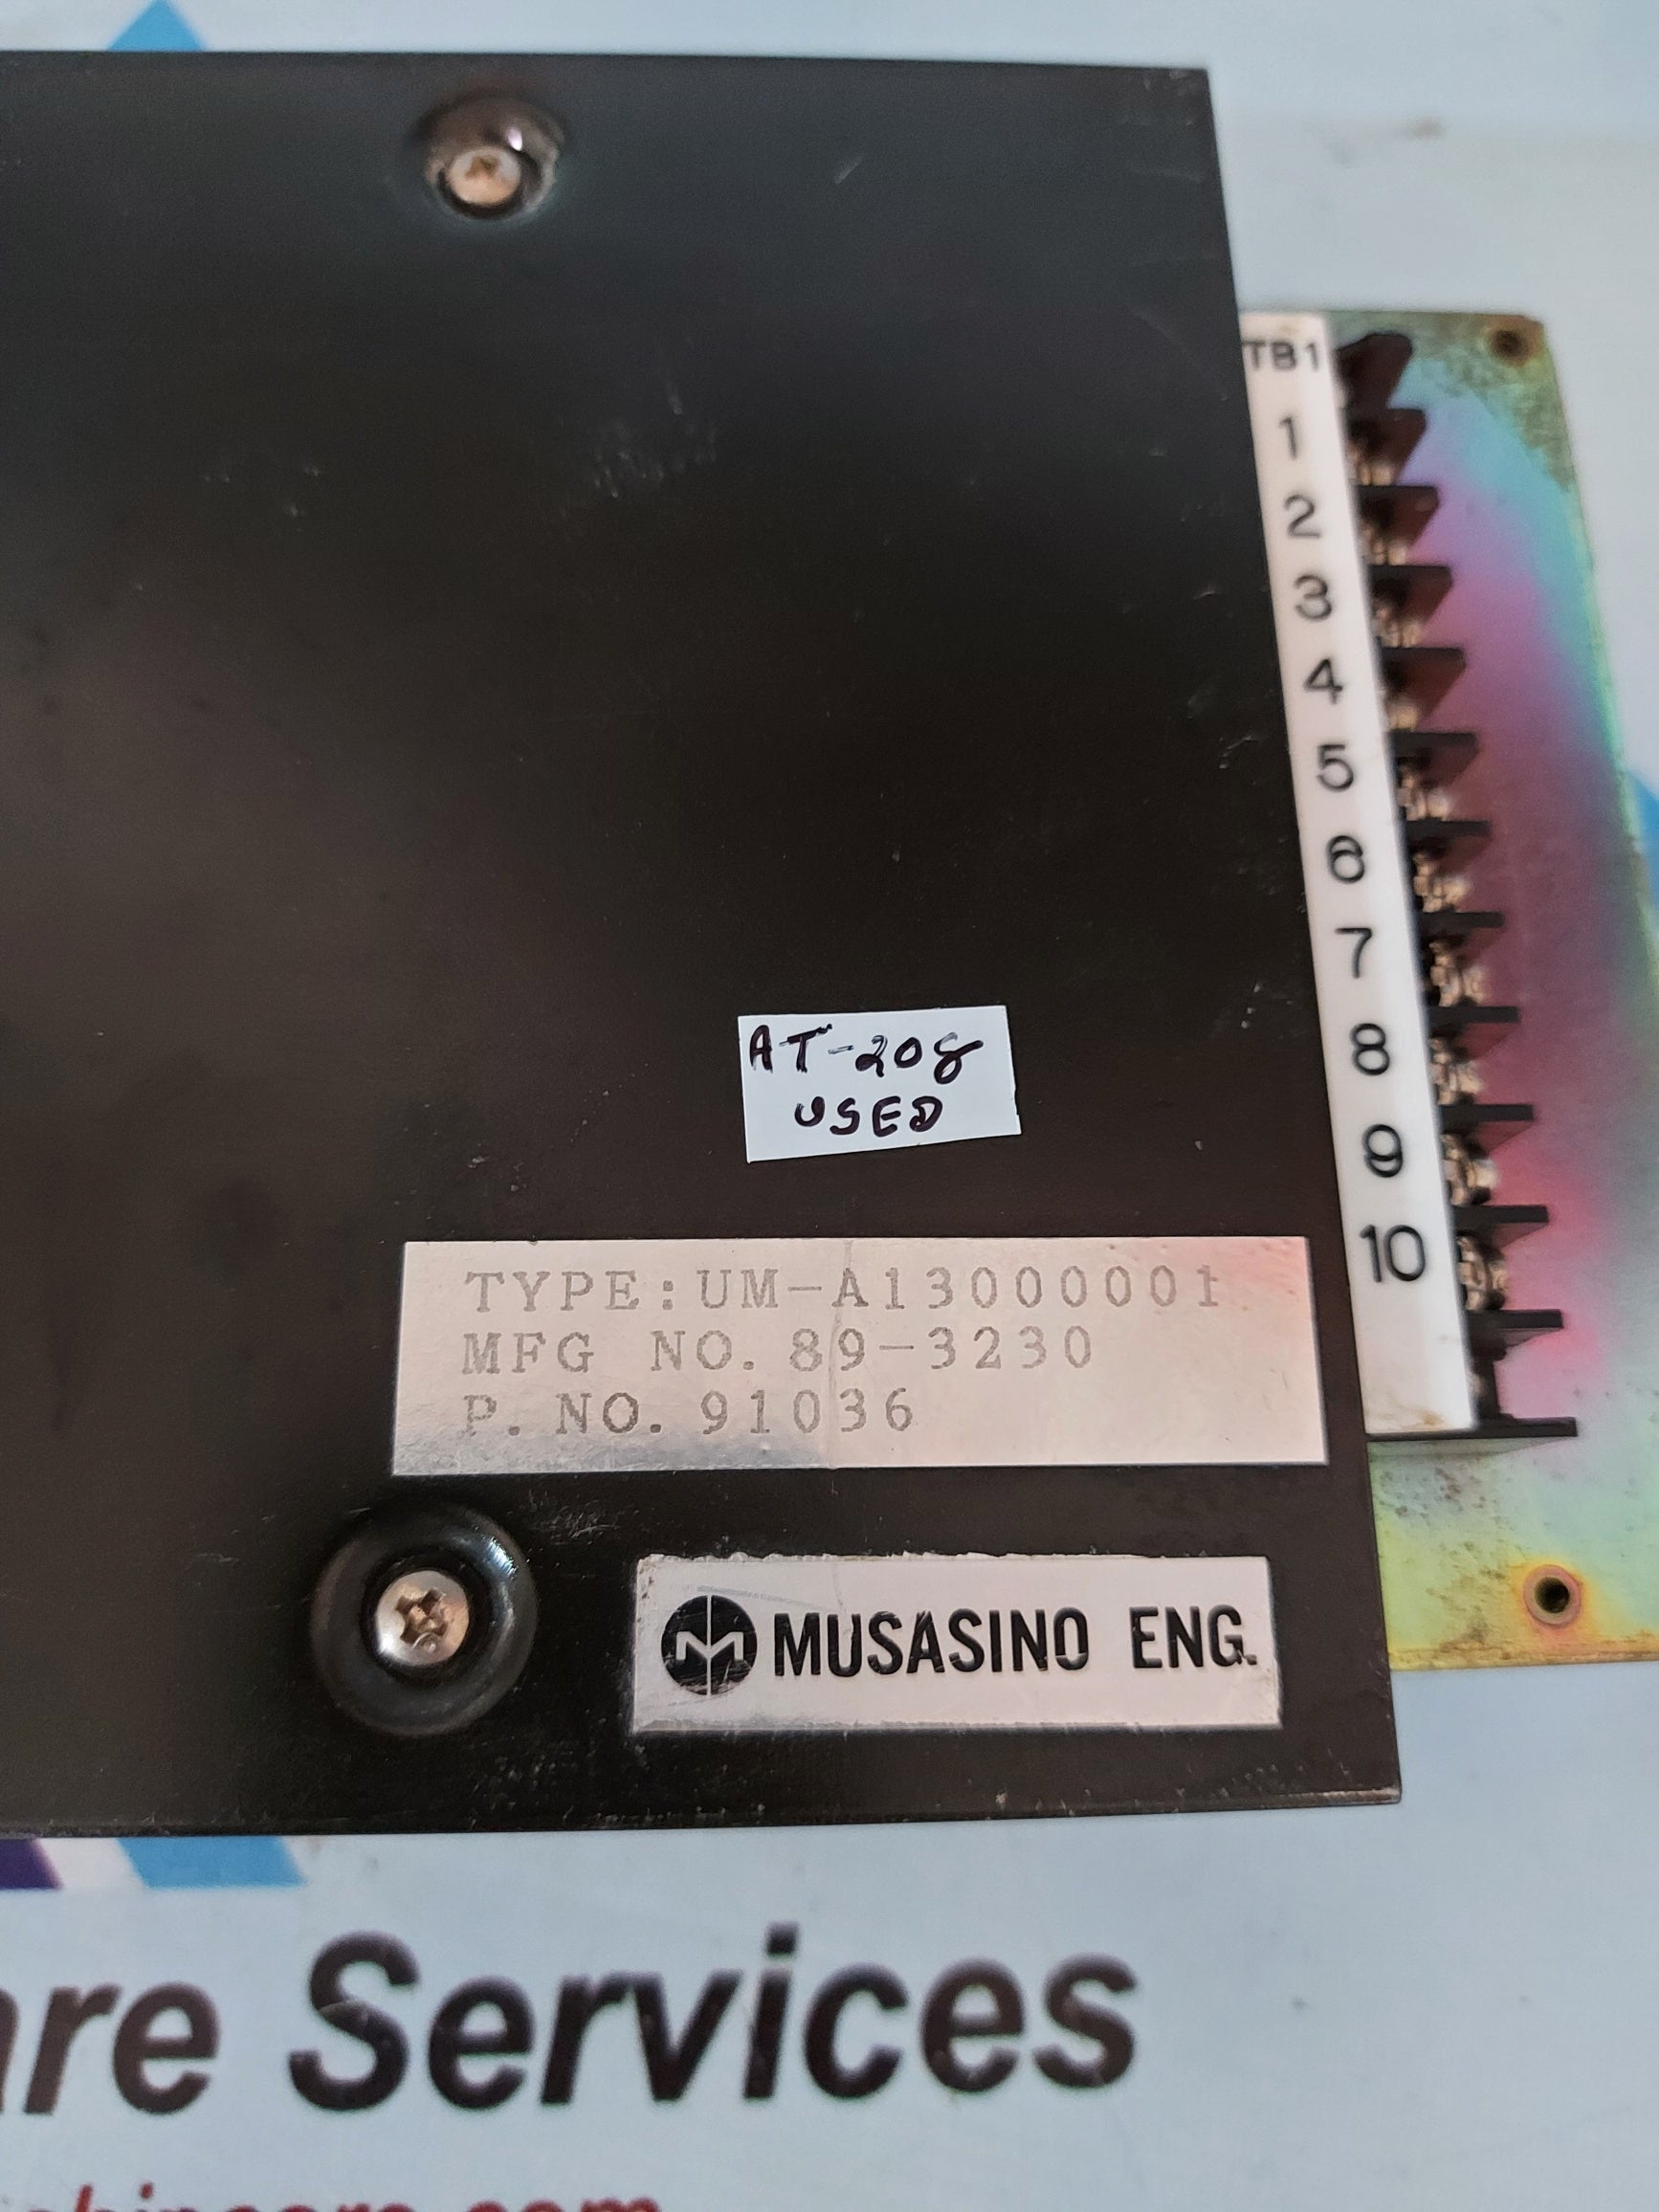 TB1
1
2
3
4
5
6
7
8
9
10
AT-208
USED
TYPE:UM-A13000001
MFG NO. 89-3230
P. NO. 91036
MUSASINO ENG.
are Services